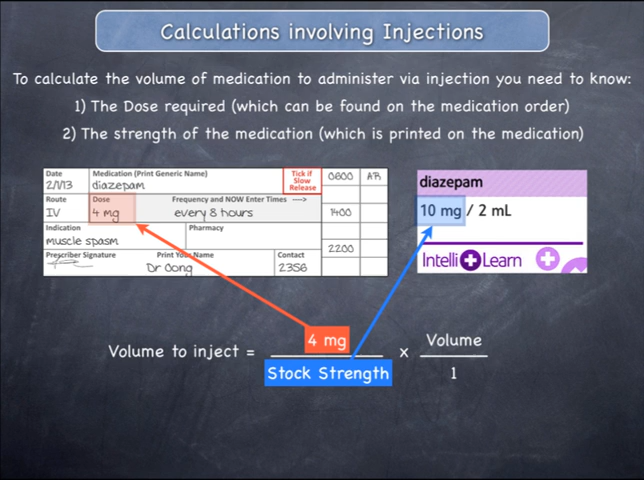 Calculations involving Injections
To calculate the volume of medication to administer via injection you need to know:
1) The Dose required (which can be found on the medication order)
2) The strength of the medication (which is printed on the medication)
Date
2/1/13
Medication (Print Generic Name)
diazepam
Tick if
Slow
Release
0600
AR
Route
IV
Dose
4 mg
Frequency and NOW Enter Times --->
every 8 hours
1400
Indication
muscle spasm
Pharmacy
2200
Prescriber Signature
Print Your Name
Dr Oong
Contact
2356
diazepam
10 mg / 2 mL
Intelli Learn
Volume to inject =
4 mg
Stock Strength
x
Volume
1